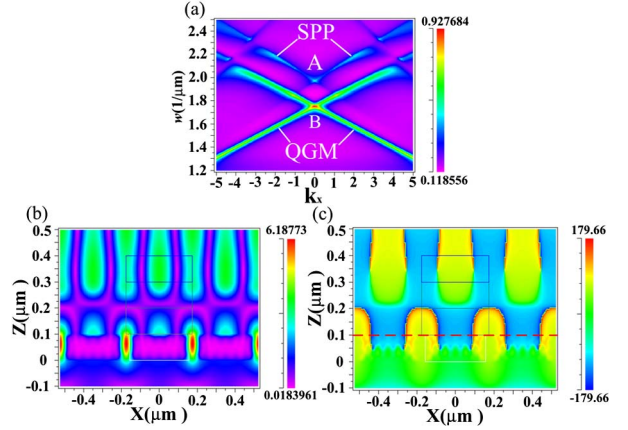 (a)
2.4
2.2
2.0
1.8
1.6
1.4
1.2
w(1/μm)
SPP
A
B
QGM
-5 -4 -3 -2 -1 0 1 2 3 4 5
kx
0.927684
0.118556
(b)
0.5
0.4
0.3
0.2
0.1
0
-0.1
Z(μm )
-0.4 -0.2 0 0.2 0.4
X(μm )
6.18773
0.0183961
(c)
0.5
0.4
0.3
0.2
0.1
0
-0.1
Z(μm )
-0.4 -0.2 0 0.2 0.4
X(μm )
179.66
-179.66